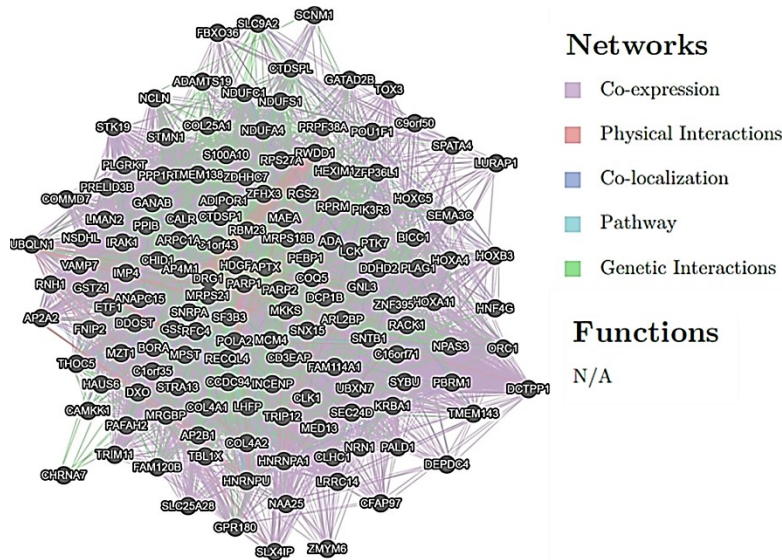 SCNM1
SLC9A2
FBXO36
CTDSPL
ADAMTS19
GATAD2B
NDUFC1
TOX3
NCLN
NDUFS1
COL25A1
C9orf50
STK19
NDUFA4
PRPF38A
POU1F1
STMN1
SPATA4
S100A10
RWDD1
PLGRKT
RPS27A
HEXIM1
ZFP36L1
LURAP1
TMEM138
ZDHHC7
PRELID3B
ZFHX3
RGS2
COMMD7
GANAB
ADIPOR1
HOXC5
RPRM
PIK3R3
SEMA3C
LMAN2
CALR
CTDSP1
MAEA
PPIB
RBM23
UBQLN1
NSDHL
IRAK1
ARPC1A
C1orf43
MRPS18B
ADA
LCK
PTK7
BICC1
HOXB3
VAMP7
CHID1
PEBP1
HOXA4
IMP4
AP4M1
HDGF
APTX
DDHD2
PLAG1
RNH1
GSTZ1
DRG1
PARP1
PARP2
COQ5
GNL3
ANAPC15
MRPS21
DCP1B
ZNF395
HOXA11
HNF4G
ETF1
SNRPA
MKKS
ARL2BP
AP2A2
FNIP2
DDOST
RFC4
SF3B3
SNX15
SNTB1
RACK1
MZT1
BORA
POLA2
MCM4
C16orf71
NPAS3
ORC1
THOC5
MPST
RECQL4
CD3EAP
C1orf35
FAM114A1
HAUS6
DXO
STRA13
CCDC94
INCENP
UBXN7
SYBU
PBRM1
DCTPP1
CAMKK1
MRGBP
COL4A1
LHFP
CLK1
SEC24D
KRBA1
TMEM143
PAFAH2
TRIP12
AP2B1
MED13
COL4A2
TRIM11
TBL1X
HNRNPA1
CLHC1
NRN1
PALD1
CHRNA7
FAM120B
DEPDC4
HNRNPU
LRRC14
SLC25A28
NAA25
CFAP97
GPR180
SLX4IP
ZMYM6
Networks
Co-expression
Physical Interactions
Co-localization
Pathway
Genetic Interactions
Functions
N/A